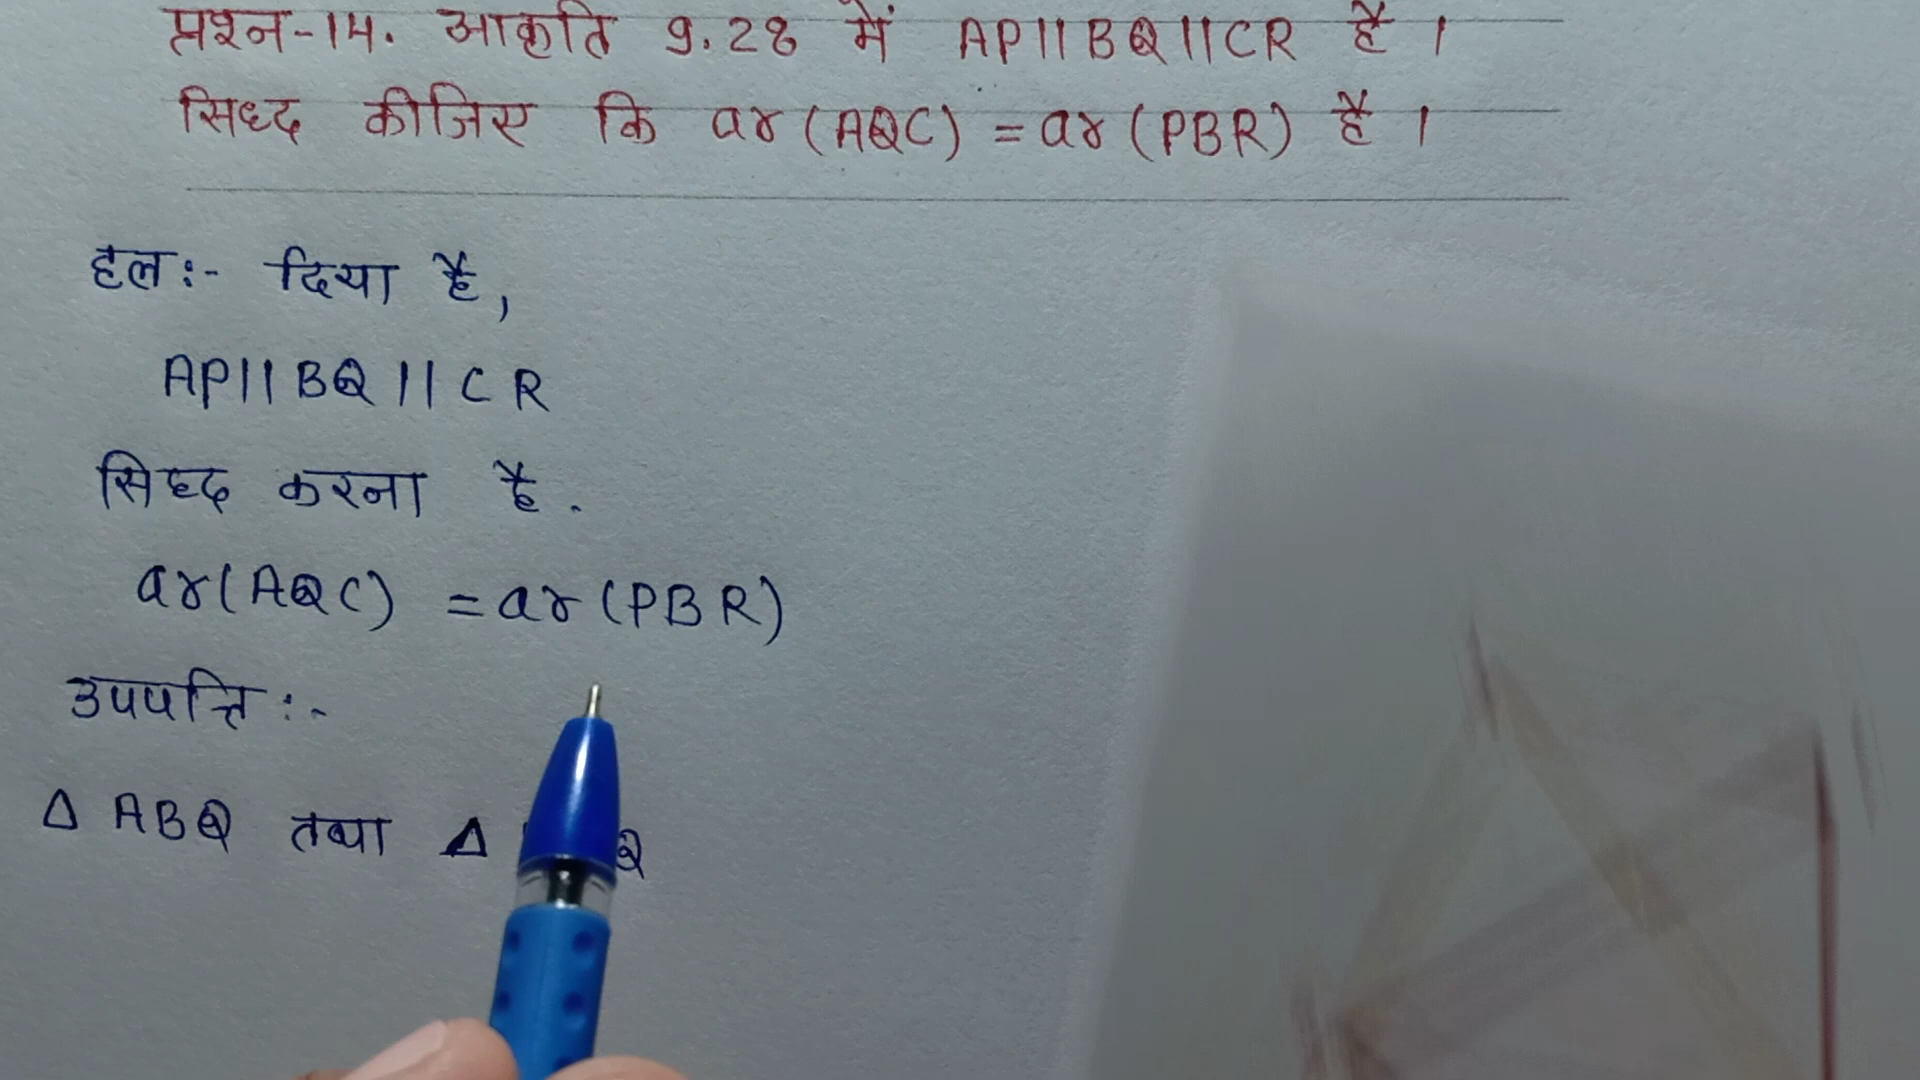 प्रश्न-14. आकृति 9.28 में AP||BQ||CR है।
सिध्द कीजिए कि ar(AQC) = ar(PBR) है।
हल:- दिया है,
AP||BQ||CR
सिध्द करना है.
ar(AQC) = ar(PBR)
उपपत्ति:-
Δ ABQ तथा Δ